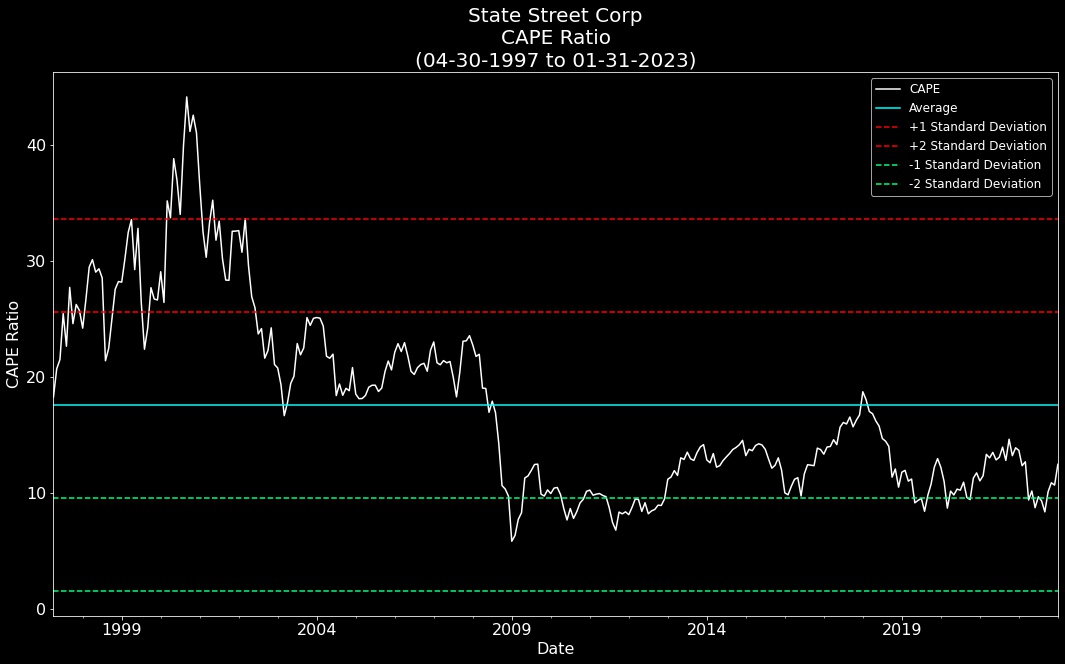 State Street Corp
CAPE Ratio
(04-30-1997 to 01-31-2023)
CAPE
Average
+1 Standard Deviation
+2 Standard Deviation
-1 Standard Deviation
-2 Standard Deviation
CAPE Ratio
40
30
20
10
0
1999
2004
2009
2014
2019
Date